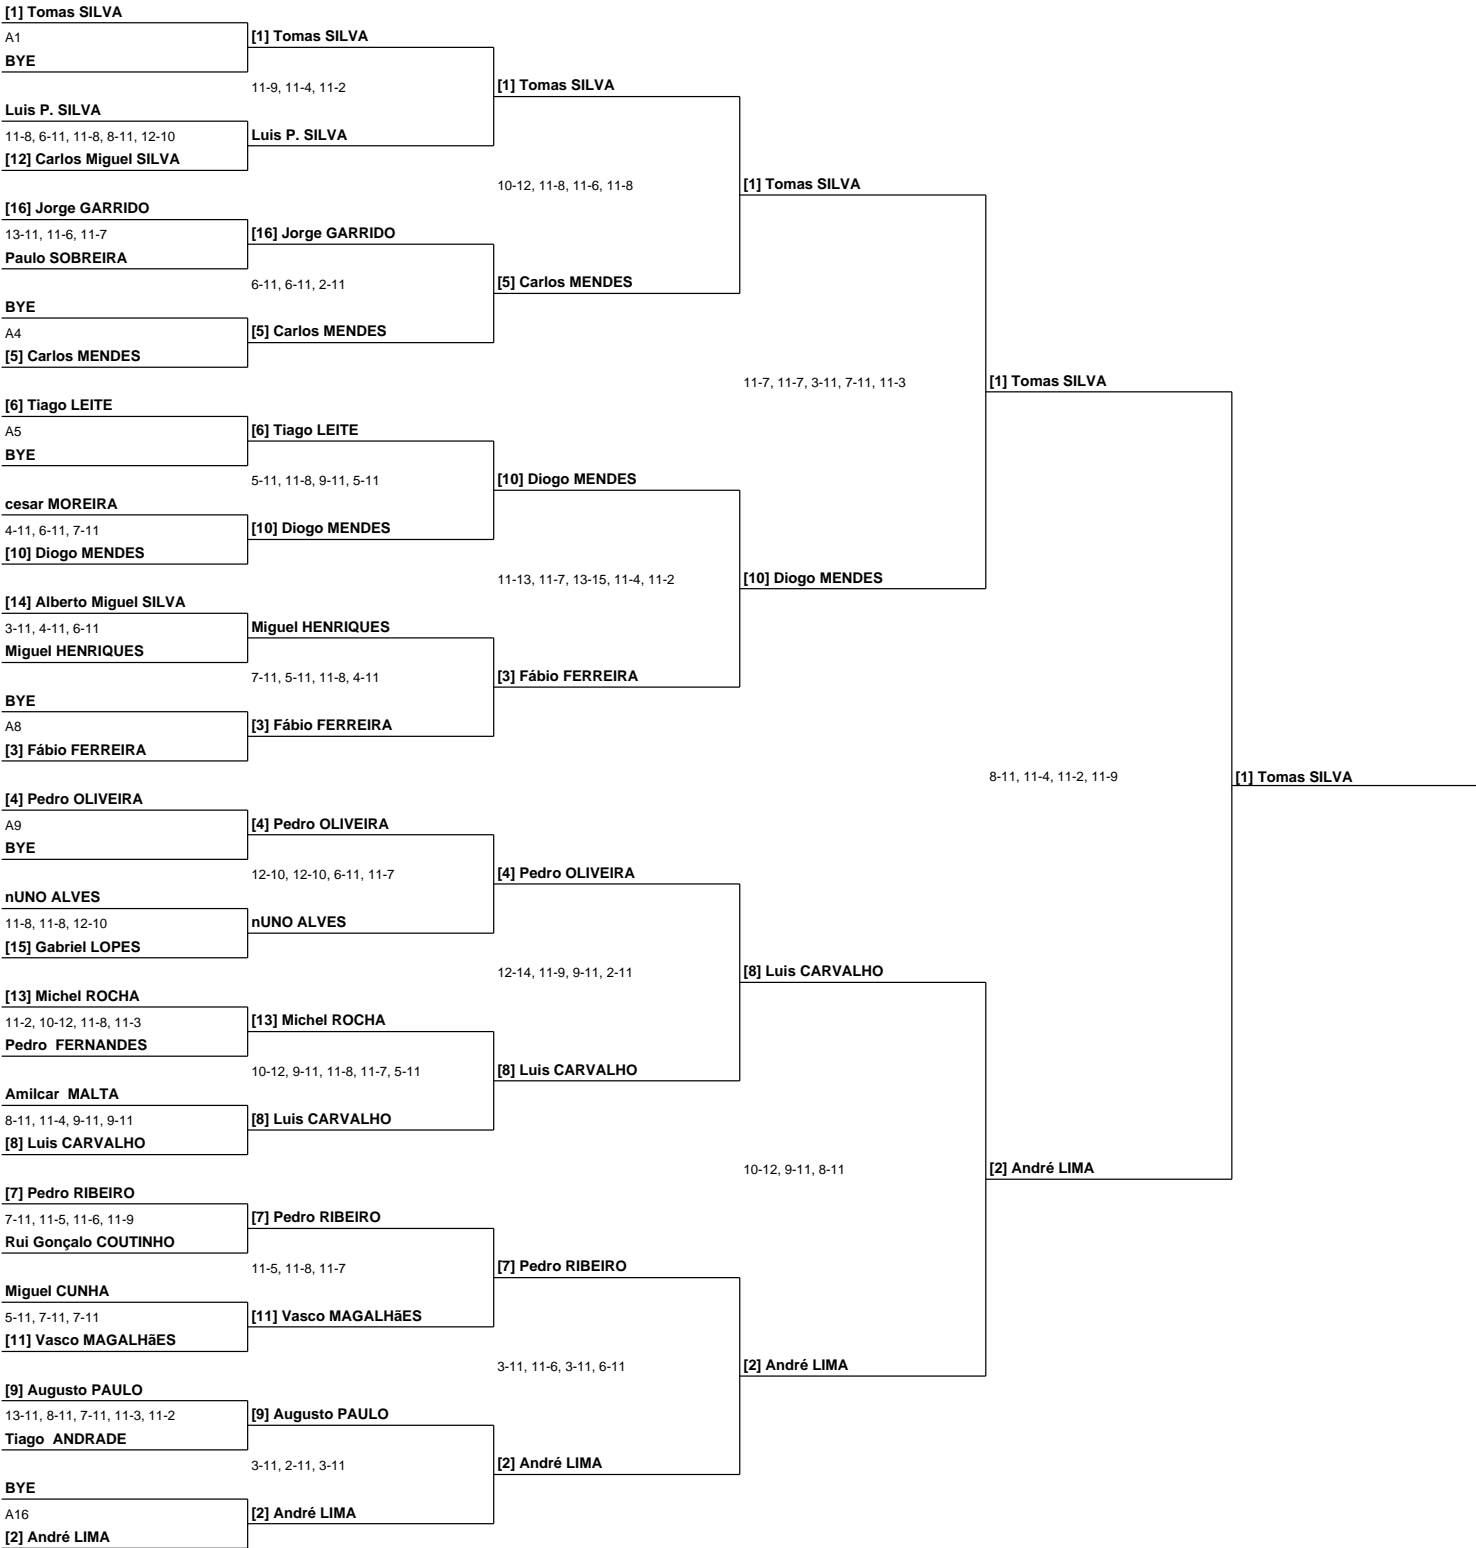 [1] Tomas SILVA
A1
BYE
Luis P. SILVA
11-8, 6-11, 11-8, 8-11, 12-10
[12] Carlos Miguel SILVA
[16] Jorge GARRIDO
13-11, 11-6, 11-7
Paulo SOBREIRA
BYE
A4
[5] Carlos MENDES
[6] Tiago LEITE
A5
BYE
cesar MOREIRA
4-11, 6-11, 7-11
[10] Diogo MENDES
[14] Alberto Miguel SILVA
3-11, 4-11, 6-11
Miguel HENRIQUES
BYE
A8
[3] Fábio FERREIRA
[4] Pedro OLIVEIRA
A9
BYE
nUNO ALVES
11-8, 11-8, 12-10
[15] Gabriel LOPES
[13] Michel ROCHA
11-2, 10-12, 11-8, 11-3
Pedro  FERNANDES
Amilcar  MALTA
8-11, 11-4, 9-11, 9-11
[8] Luis CARVALHO
[7] Pedro RIBEIRO
7-11, 11-5, 11-6, 11-9
Rui Gonçalo COUTINHO
Miguel CUNHA
5-11, 7-11, 7-11
[11] Vasco MAGALHãES
[9] Augusto PAULO
13-11, 8-11, 7-11, 11-3, 11-2
Tiago  ANDRADE
BYE
A16
[2] André LIMA
[1] Tomas SILVA
11-9, 11-4, 11-2
Luis P. SILVA
[16] Jorge GARRIDO
6-11, 6-11, 2-11
[5] Carlos MENDES
[6] Tiago LEITE
5-11, 11-8, 9-11, 5-11
[10] Diogo MENDES
Miguel HENRIQUES
7-11, 5-11, 11-8, 4-11
[3] Fábio FERREIRA
[4] Pedro OLIVEIRA
12-10, 12-10, 6-11, 11-7
nUNO ALVES
[13] Michel ROCHA
10-12, 9-11, 11-8, 11-7, 5-11
[8] Luis CARVALHO
[7] Pedro RIBEIRO
11-5, 11-8, 11-7
[11] Vasco MAGALHãES
[9] Augusto PAULO
3-11, 2-11, 3-11
[2] André LIMA
[1] Tomas SILVA
10-12, 11-8, 11-6, 11-8
[5] Carlos MENDES
[10] Diogo MENDES
11-13, 11-7, 13-15, 11-4, 11-2
[3] Fábio FERREIRA
[4] Pedro OLIVEIRA
12-14, 11-9, 9-11, 2-11
[8] Luis CARVALHO
[7] Pedro RIBEIRO
3-11, 11-6, 3-11, 6-11
[2] André LIMA
[1] Tomas SILVA
11-7, 11-7, 3-11, 7-11, 11-3
[10] Diogo MENDES
[8] Luis CARVALHO
10-12, 9-11, 8-11
[2] André LIMA
[1] Tomas SILVA
8-11, 11-4, 11-2, 11-9
[2] André LIMA
[1] Tomas SILVA